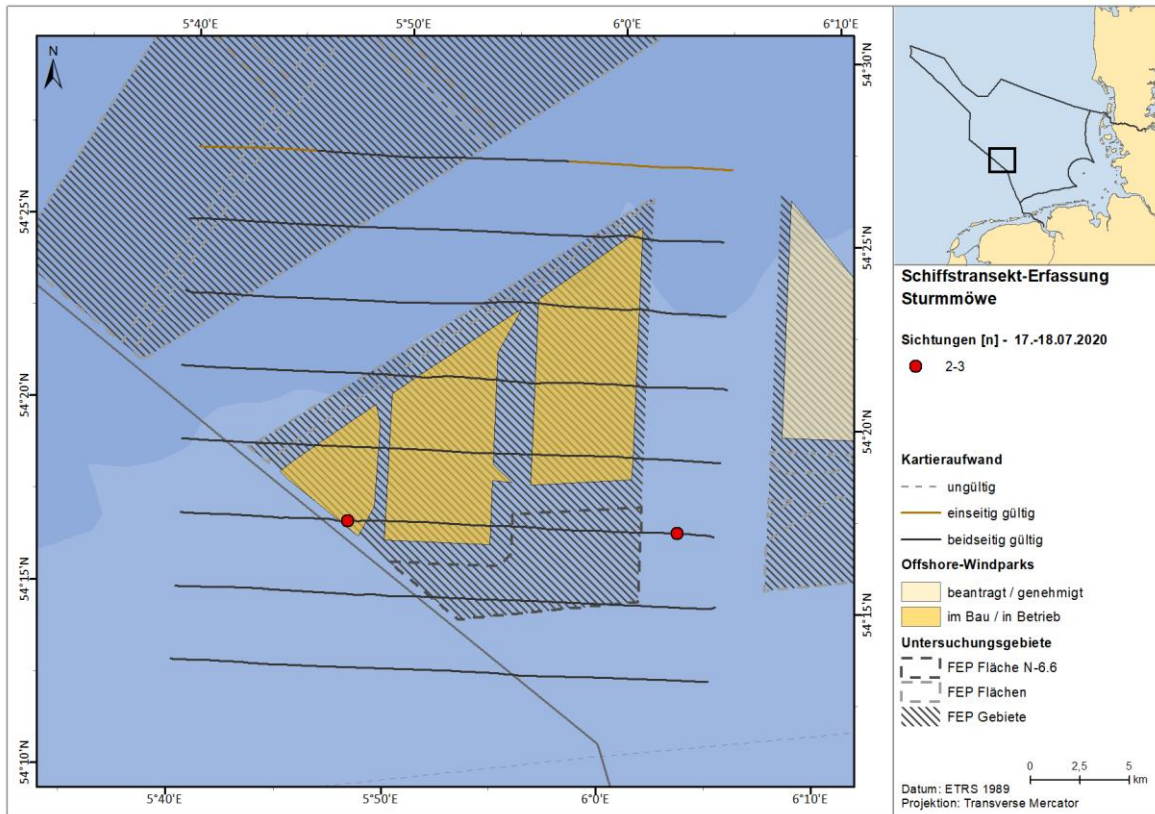 5°40'E 5°50'E 6°0'E 6°10'E
N
54°30'N
54°25'N
54°25'N
54°20'N
54°20'N
54°15'N
54°15'N
54°10'N
5°40'E 5°50'E 6°0'E 6°10'E
Schiffstransekt-Erfassung
Sturmmöwe
Sichtungen [n] - 17.-18.07.2020
2-3
Kartieraufwand
ungültig
einseitig gültig
beidseitig gültig
Offshore-Windparks
beantragt / genehmigt
im Bau / in Betrieb
Untersuchungsgebiete
FEP Fläche N-6.6
FEP Flächen
FEP Gebiete
0 2,5 5
km
Datum: ETRS 1989
Projektion: Transverse Mercator